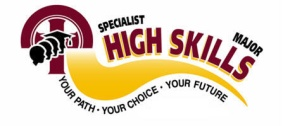 SPECIALIST
HIGH SKILLS
MAJOR
YOUR PATH · YOUR CHOICE · YOUR FUTURE